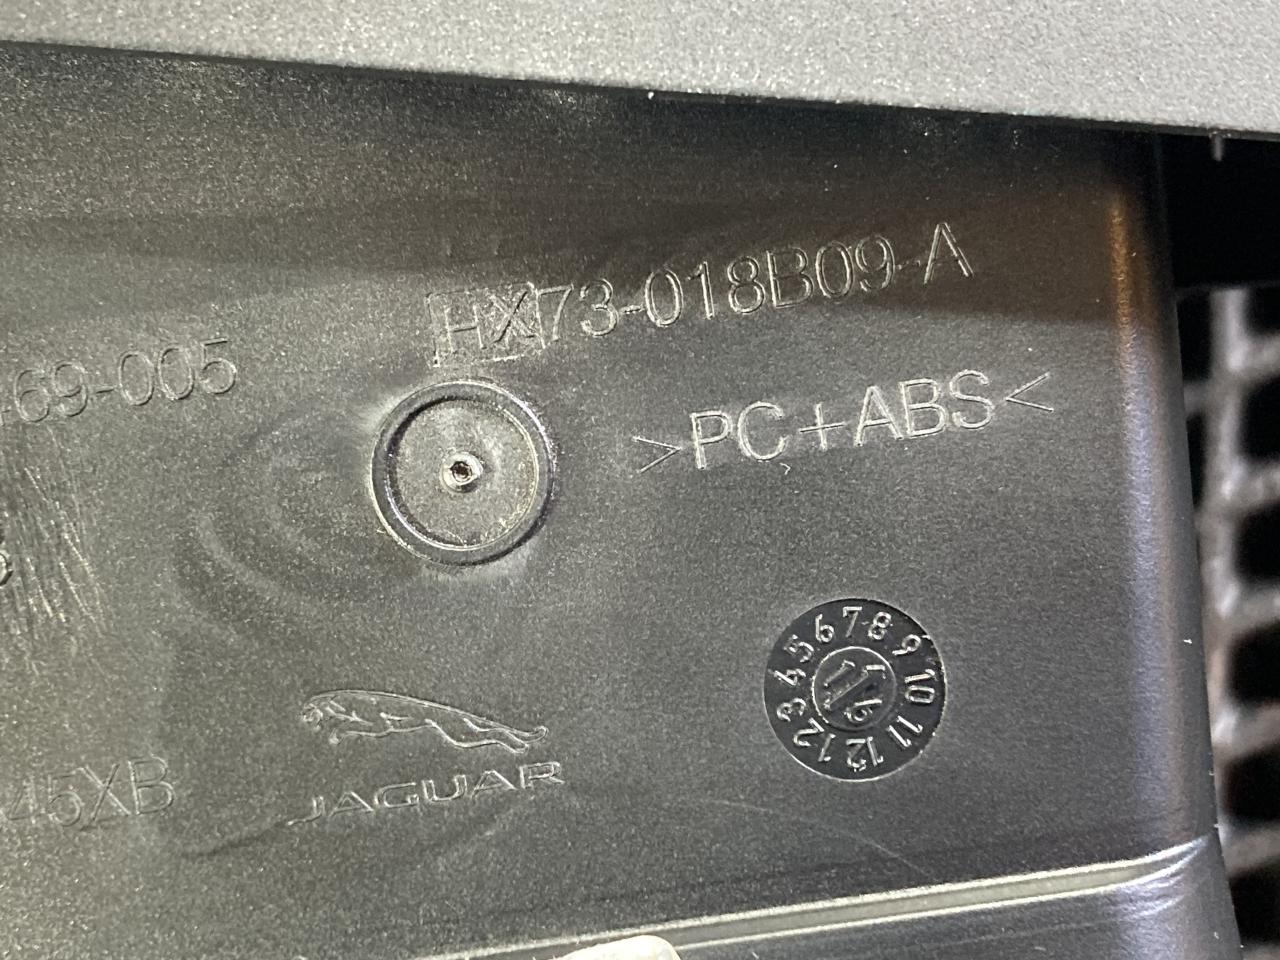 HX73-018B09-A
69-005
>PC+ABS<
1 2 3 4 5 6 7 8 9 10 11 12
45XB
JAGUAR